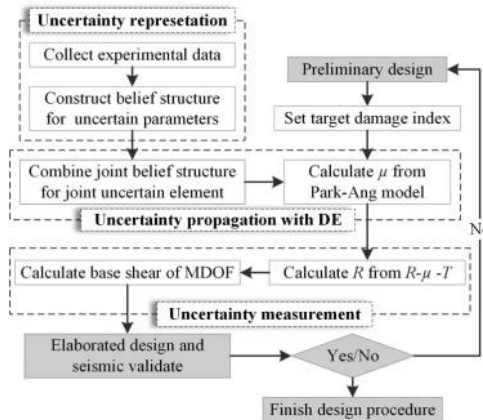 Uncertainty represetation
Collect experimental data
Construct belief structure
for uncertain parameters
Preliminary design
Set target damage index
Combine joint belief structure
for joint uncertain element
Calculate μ from
Park-Ang model
Uncertainty propagation with DE
No
Calculate base shear of MDOF
Calculate R from R-μ -T
Uncertainty measurement
Elaborated design and
seismic validate
Yes/No
Finish design procedure